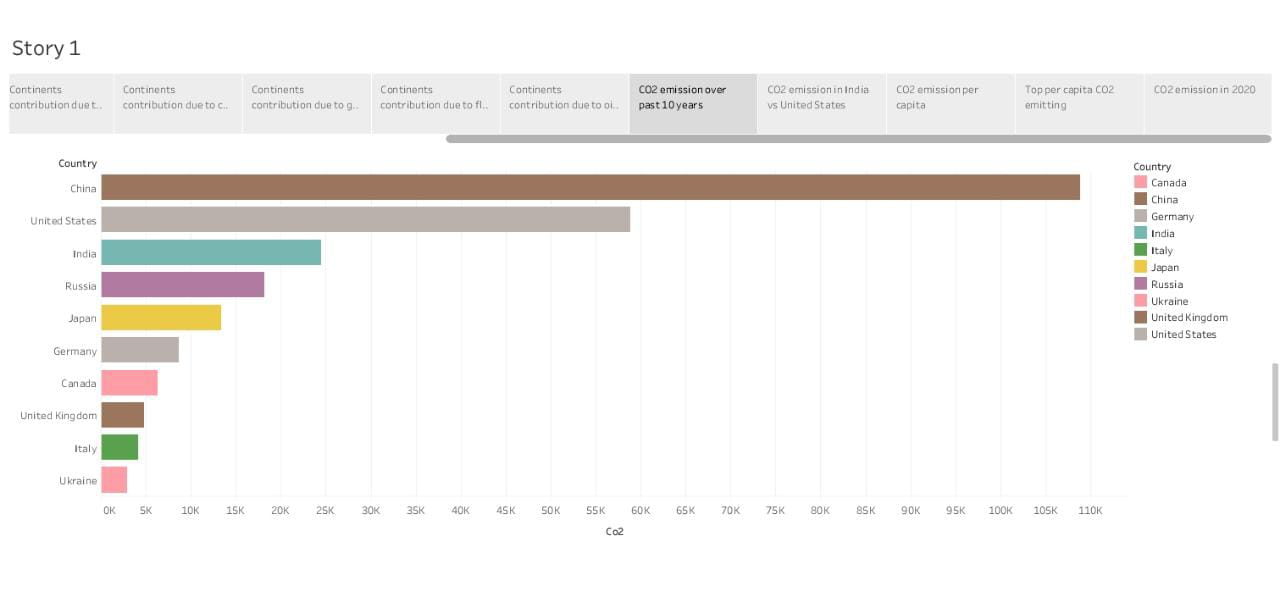 Story 1
Continents
contribution due t..
Continents
contribution due to c..
Continents
contribution due to g..
Continents
contribution due to fl..
Continents
contribution due to oi..
CO2 emission over
past 10 years
CO2 emission in India
vs United States
CO2 emission per
capita
Top per capita CO2
emitting
CO2 emission in 2020
Country
China
United States
India
Russia
Japan
Germany
Canada
United Kingdom
Italy
Ukraine
0K 5K 10K 15K 20K 25K 30K 35K 40K 45K 50K 55K 60K 65K 70K 75K 80K 85K 90K 95K 100K 105K 110K
Co2
Country
Canada
China
Germany
India
Italy
Japan
Russia
Ukraine
United Kingdom
United States